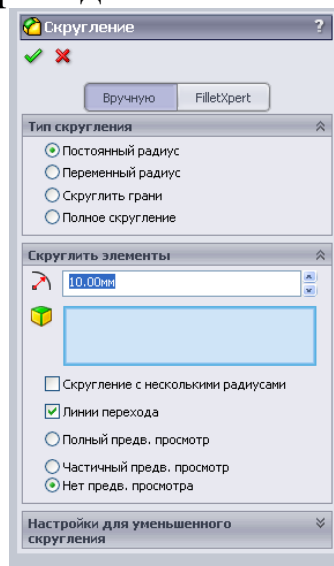 Скругление ?
Вручную FilletXpert
Тип скругления
Постоянный радиус
Переменный радиус
Скруглить грани
Полное скругление
Скруглить элементы
10.00мм
Скругление с несколькими радиусами
Линии перехода
Полный предв. просмотр
Частичный предв. просмотр
Нет предв. просмотра
Настройки для уменьшенного
скругления